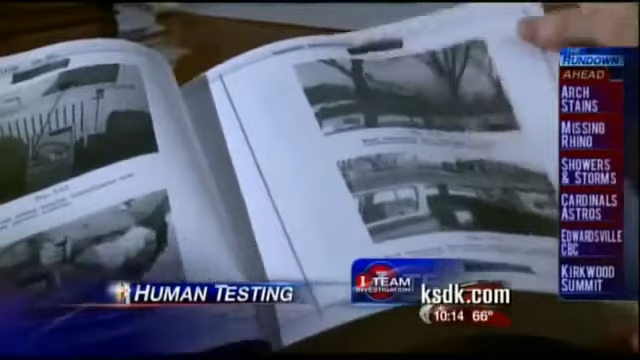 THE
RUNDOWN
AHEAD
ARCH
STAINS
MISSING
RHINO
SHOWERS
& STORMS
CARDINALS
ASTROS
EDWARDSVILLE
CBC
KIRKWOOD
SUMMIT
HUMAN TESTING
1 TEAM
INVESTIGATION
ksdk.com
10:14 66°